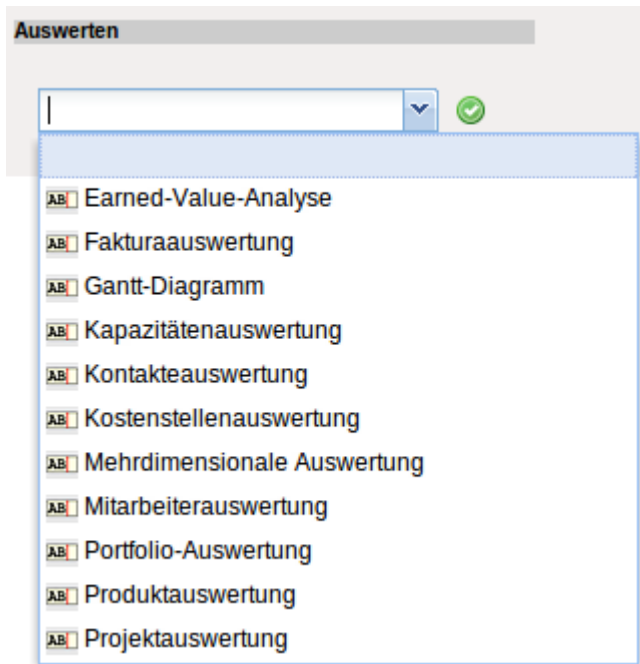 Auswerten
Earned-Value-Analyse
Fakturaauswertung
Gantt-Diagramm
Kapazitätenauswertung
Kontakteauswertung
Kostenstellenauswertung
Mehrdimensionale Auswertung
Mitarbeiterauswertung
Portfolio-Auswertung
Produktauswertung
Projektauswertung